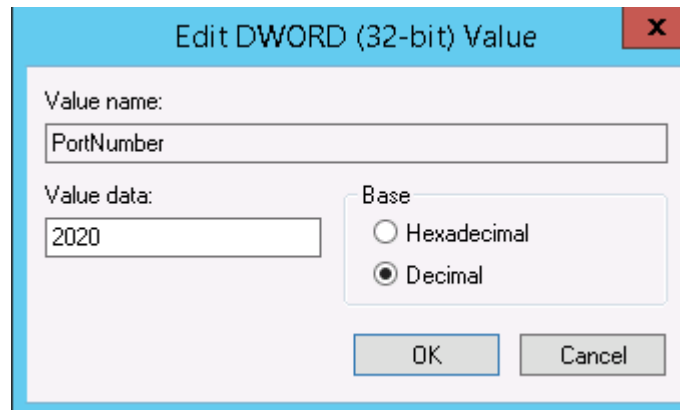 Edit DWORD (32-bit) Value
x
Value name:
PortNumber
Value data:
2020
Base
Hexadecimal
Decimal
OK
Cancel